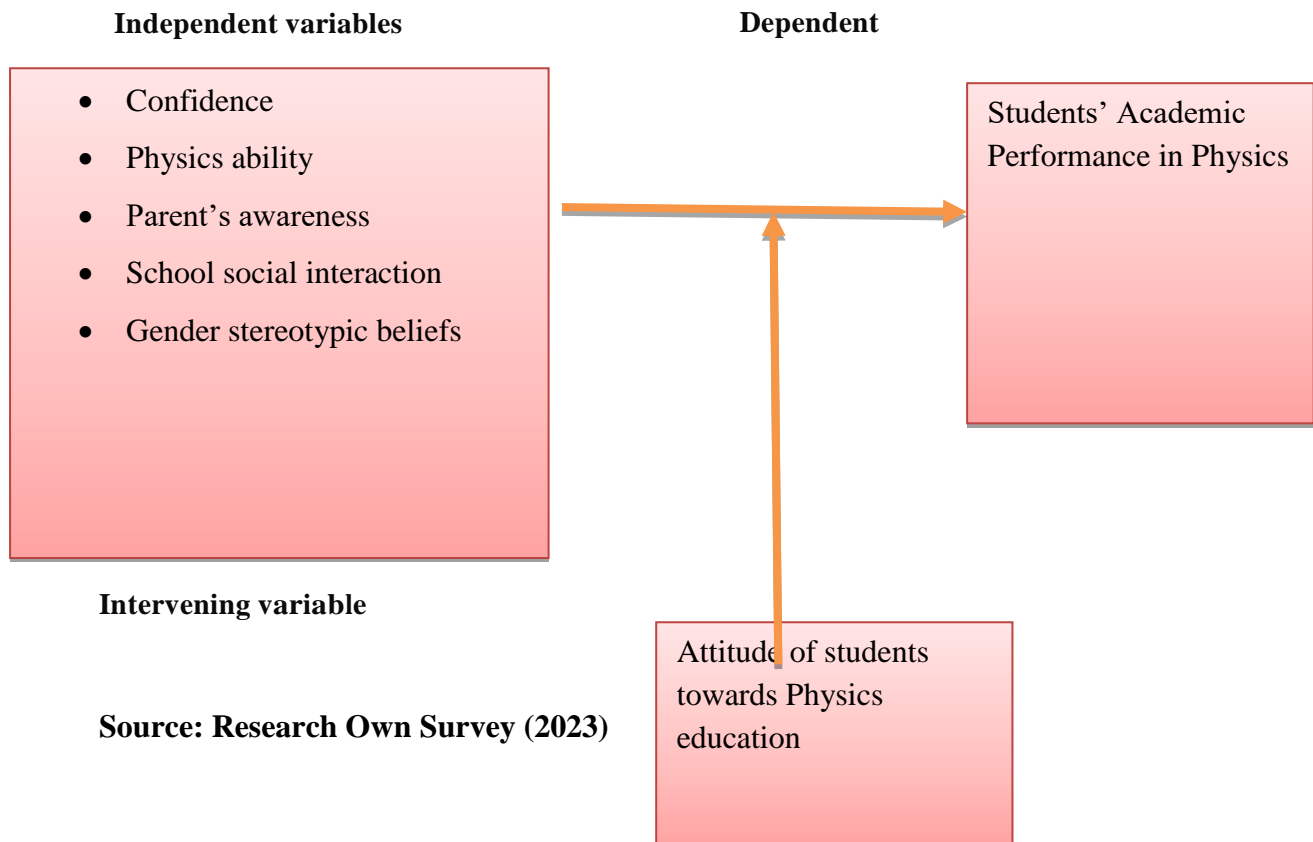 Independent variables
Dependent
• Confidence
• Physics ability
• Parent’s awareness
• School social interaction
• Gender stereotypic beliefs
Students’ Academic
Performance in Physics
Intervening variable
Attitude of students
towards Physics
education
Source: Research Own Survey (2023)